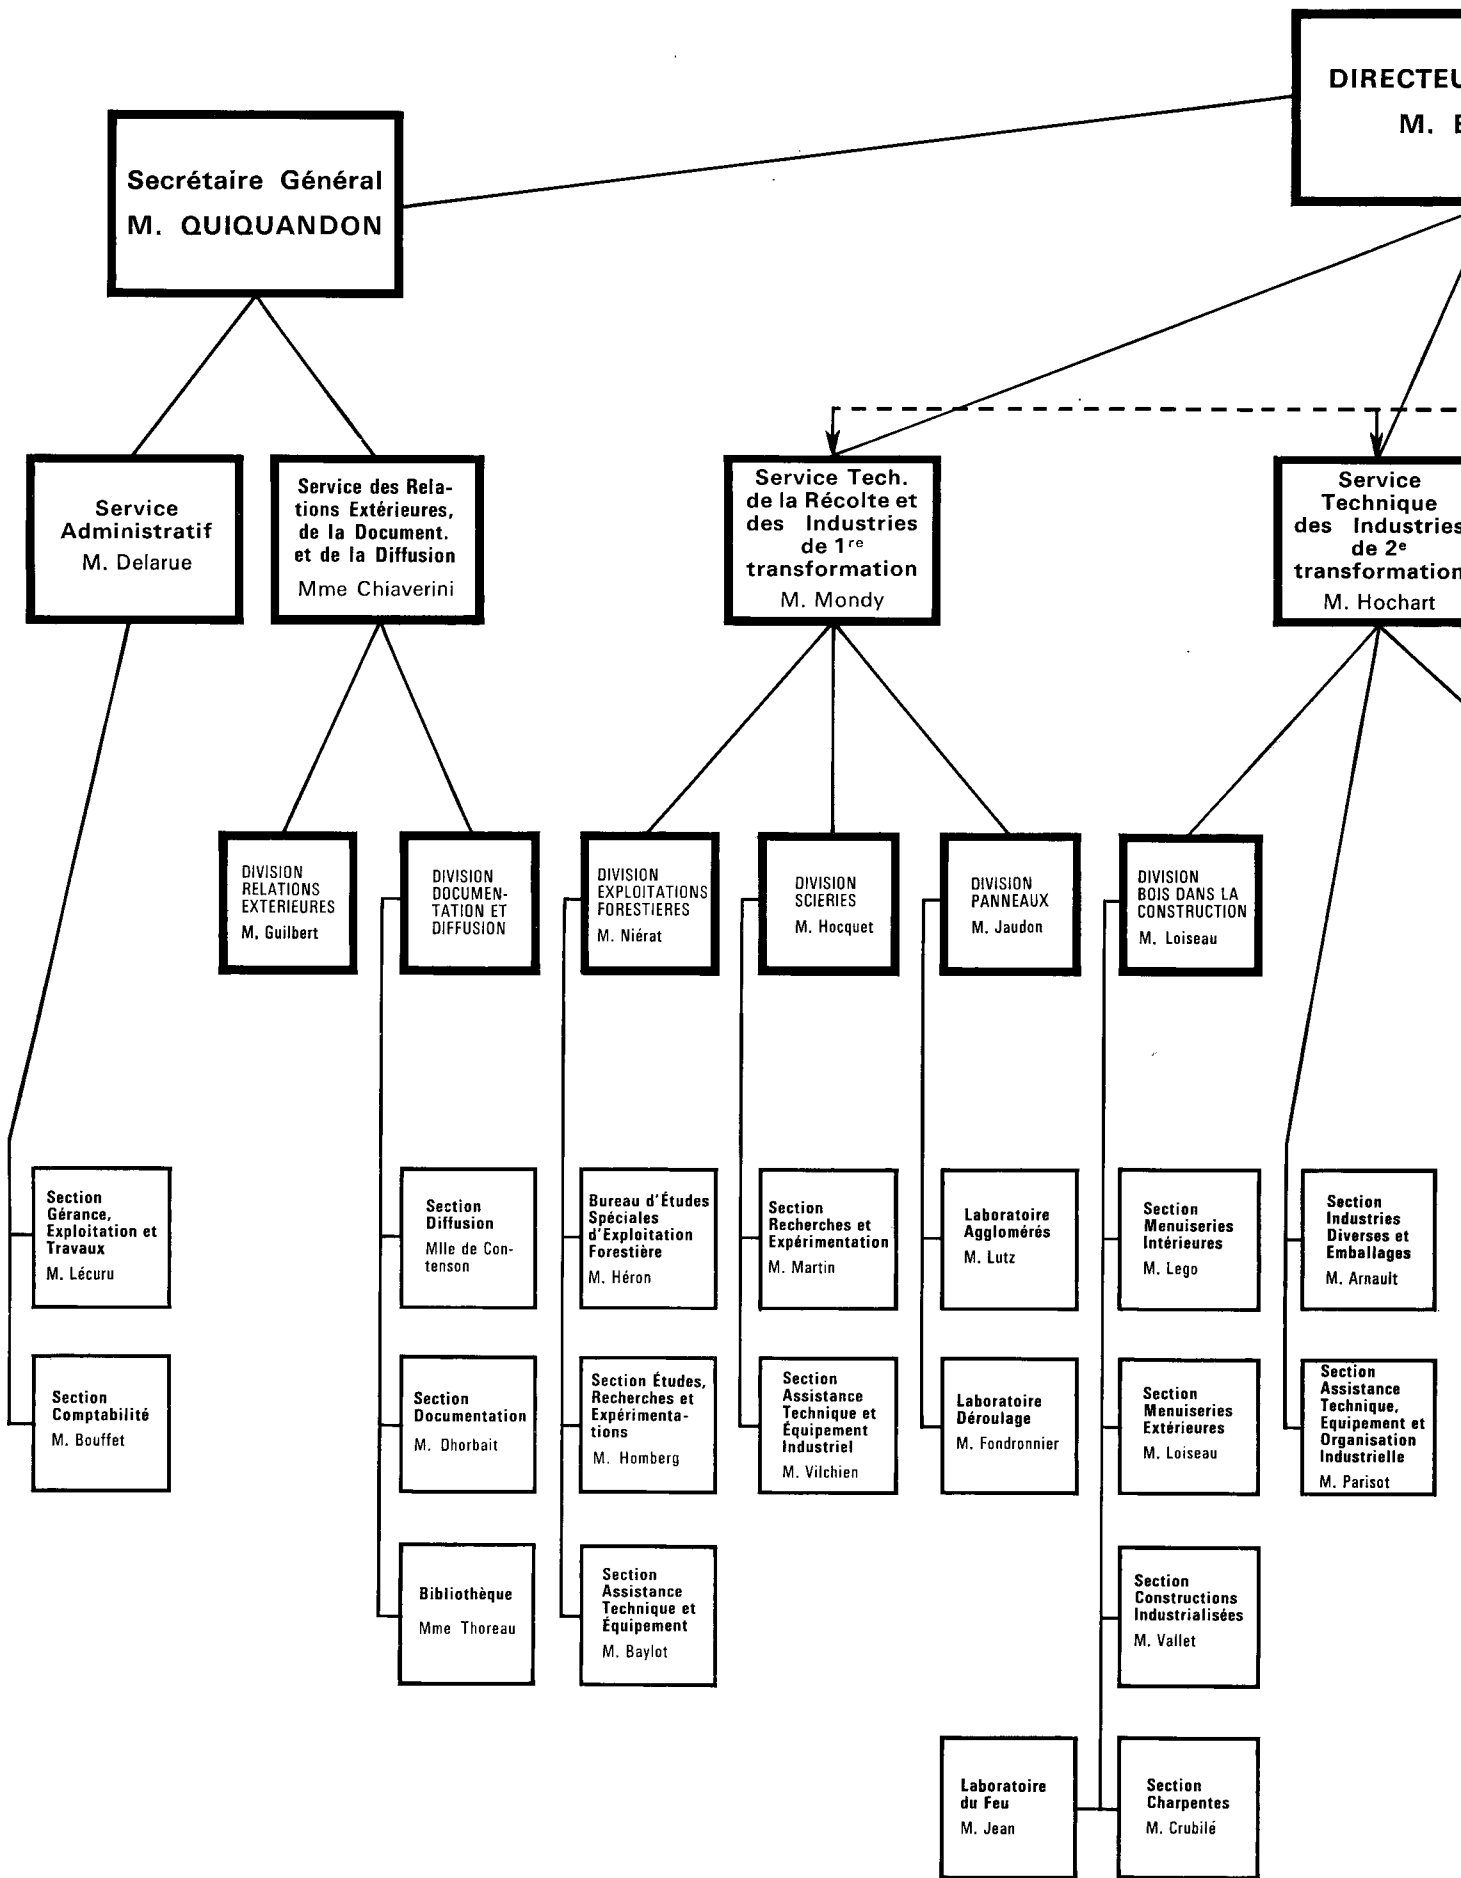 DIRECTEU
M. 
Secrétaire Général
M. QUIQUANDON
Service
Administratif
M. Delarue
Service des Rela-
tions Extérieures,
de la Document.
et de la Diffusion
Mme Chiaverini
Service Tech.
de la Récolte et
des Industries
de 1re
transformation
M. Mondy
Service
Technique
des Industries
de 2e
transformation
M. Hochart
DIVISION
RELATIONS
EXTERIEURES
M. Guilbert
DIVISION
DOCUMEN-
TATION ET
DIFFUSION
DIVISION
EXPLOITATIONS
FORESTIERES
M. Niérat
DIVISION
SCIERIES
M. Hocquet
DIVISION
PANNEAUX
M. Jaudon
DIVISION
BOIS DANS LA
CONSTRUCTION
M. Loiseau
Section
Gérance,
Exploitation et
Travaux
M. Lécuru
Section
Diffusion
Mlle de Con-
tenson
Bureau d'Études
Spéciales
d'Exploitation
Forestière
M. Héron
Section
Recherches et
Expérimentation
M. Martin
Laboratoire
Agglomérés
M. Lutz
Section
Menuiseries
Intérieures
M. Lego
Section
Industries
Diverses et
Emballages
M. Arnault
Section
Comptabilité
M. Bouffet
Section
Documentation
M. Dhorbait
Section Études,
Recherches et
Expérimenta-
tions
M. Homberg
Section
Assistance
Technique et
Équipement
Industriel
M. Vilchien
Laboratoire
Déroulage
M. Fondronnier
Section
Menuiseries
Extérieures
M. Loiseau
Section
Assistance
Technique,
Equipement et
Organisation
Industrielle
M. Parisot
Bibliothèque
Mme Thoreau
Section
Assistance
Technique et
Équipement
M. Baylot
Section
Constructions
Industrialisées
M. Vallet
Laboratoire
du Feu
M. Jean
Section
Charpentes
M. Crubilé